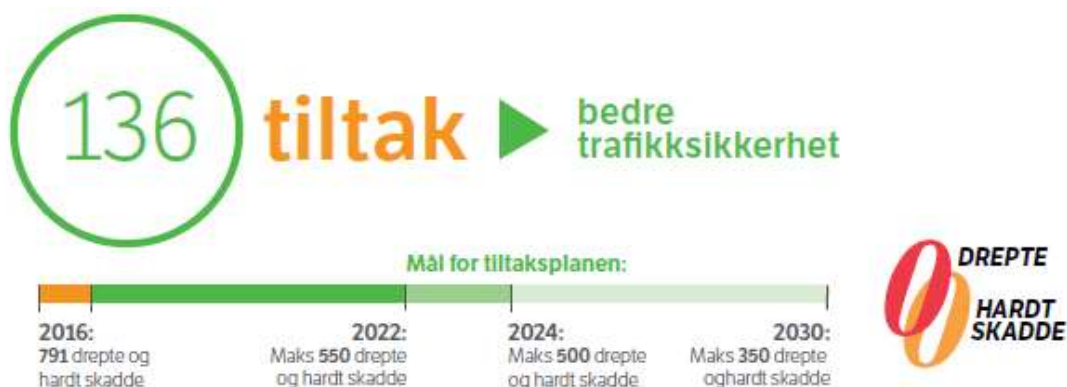 136
tiltak
bedre
trafikksikkerhet
Mål for tiltaksplanen:
2016:
791 drepte og
hardt skadde
2022:
Maks 550 drepte
og hardt skadde
2024:
Maks 500 drepte
og hardt skadde
2030:
Maks 350 drepte
oghardt skadde
00
DREPTE
HARDT
SKADDE